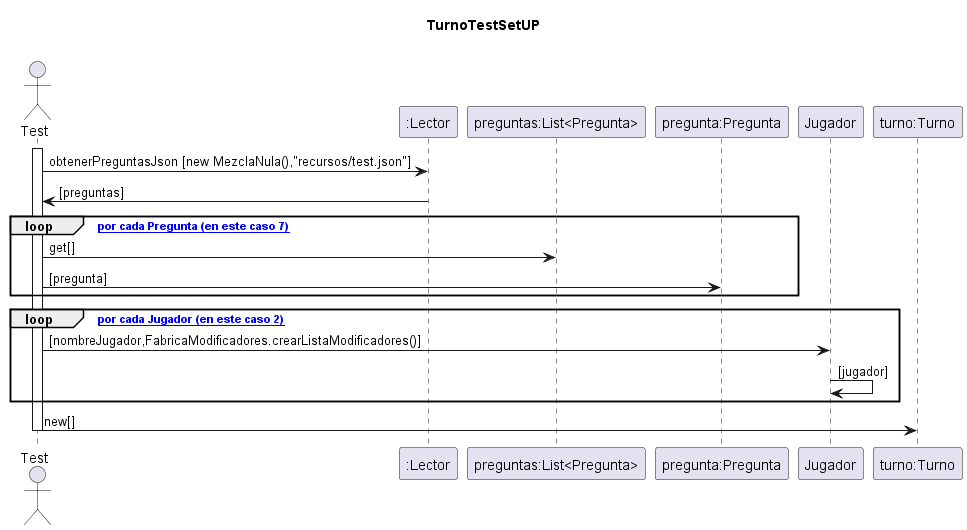 TurnoTestSetUP
Test
:Lector
preguntas:List<Pregunta>
pregunta:Pregunta
Jugador
turno:Turno
obtenerPreguntasJson [new MezclaNula(),"recursos/test.json"]
[preguntas]
loop
por cada Pregunta (en este caso 7)
get[]
[pregunta]
loop
por cada Jugador (en este caso 2)
[nombreJugador,FabricaModificadores.crearListaModificadores()]
[jugador]
new[]
Test
:Lector
preguntas:List<Pregunta>
pregunta:Pregunta
Jugador
turno:Turno